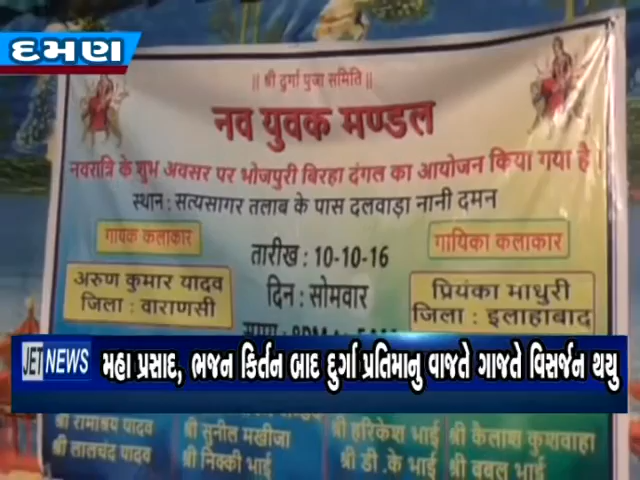 દમણ
|| श्री दुर्गा पुजा समिति ||
नव युवक मण्डल
नवरात्रि के शुभ अवसर पर भोजपुरी बिरहा दंगल का आयोजन किया गया है।
स्थान : सत्यसागर तलाब के पास दलवाड़ा नानी दमन
गायक कलाकार
तारीख : 10-10-16
गायिका कलाकार
अरुण कुमार यादव
जिला : वाराणसी
दिन : सोमवार
प्रियंका माधुरी
जिला : इलाहाबाद
JET NEWS મહા પ્રસાદ, ભજન કિર્તન બાદ દુર્ગા પ્રતિમાનુ વાજતે ગાજતે વિસર્જન થયુ
श्री रामाश्रय यादव श्री सुनील मखीजा श्री हरिकेश भाई श्री कैलाश कुशवाहा
श्री लालचंद यादव श्री निक्की भाई श्री डी.के भाई श्री बबलु भाई